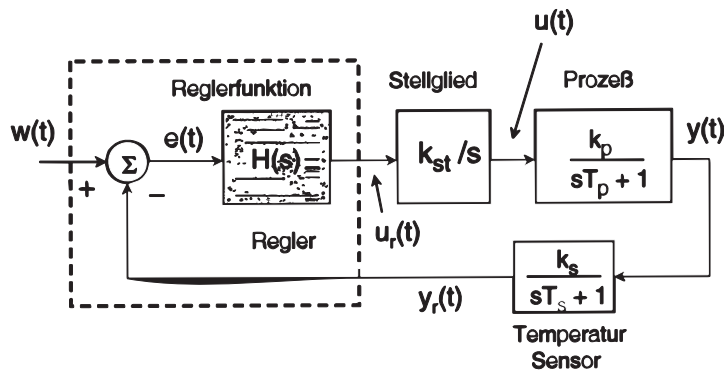 u(t)
Reglerfunktion
Stellglied
Prozeß
w(t)
e(t)
y(t)
Σ
H(s)
k_st /s
k_p
sT_p + 1
+
−
Regler
u_r(t)
k_s
sT_s + 1
y_r(t)
Temperatur
Sensor